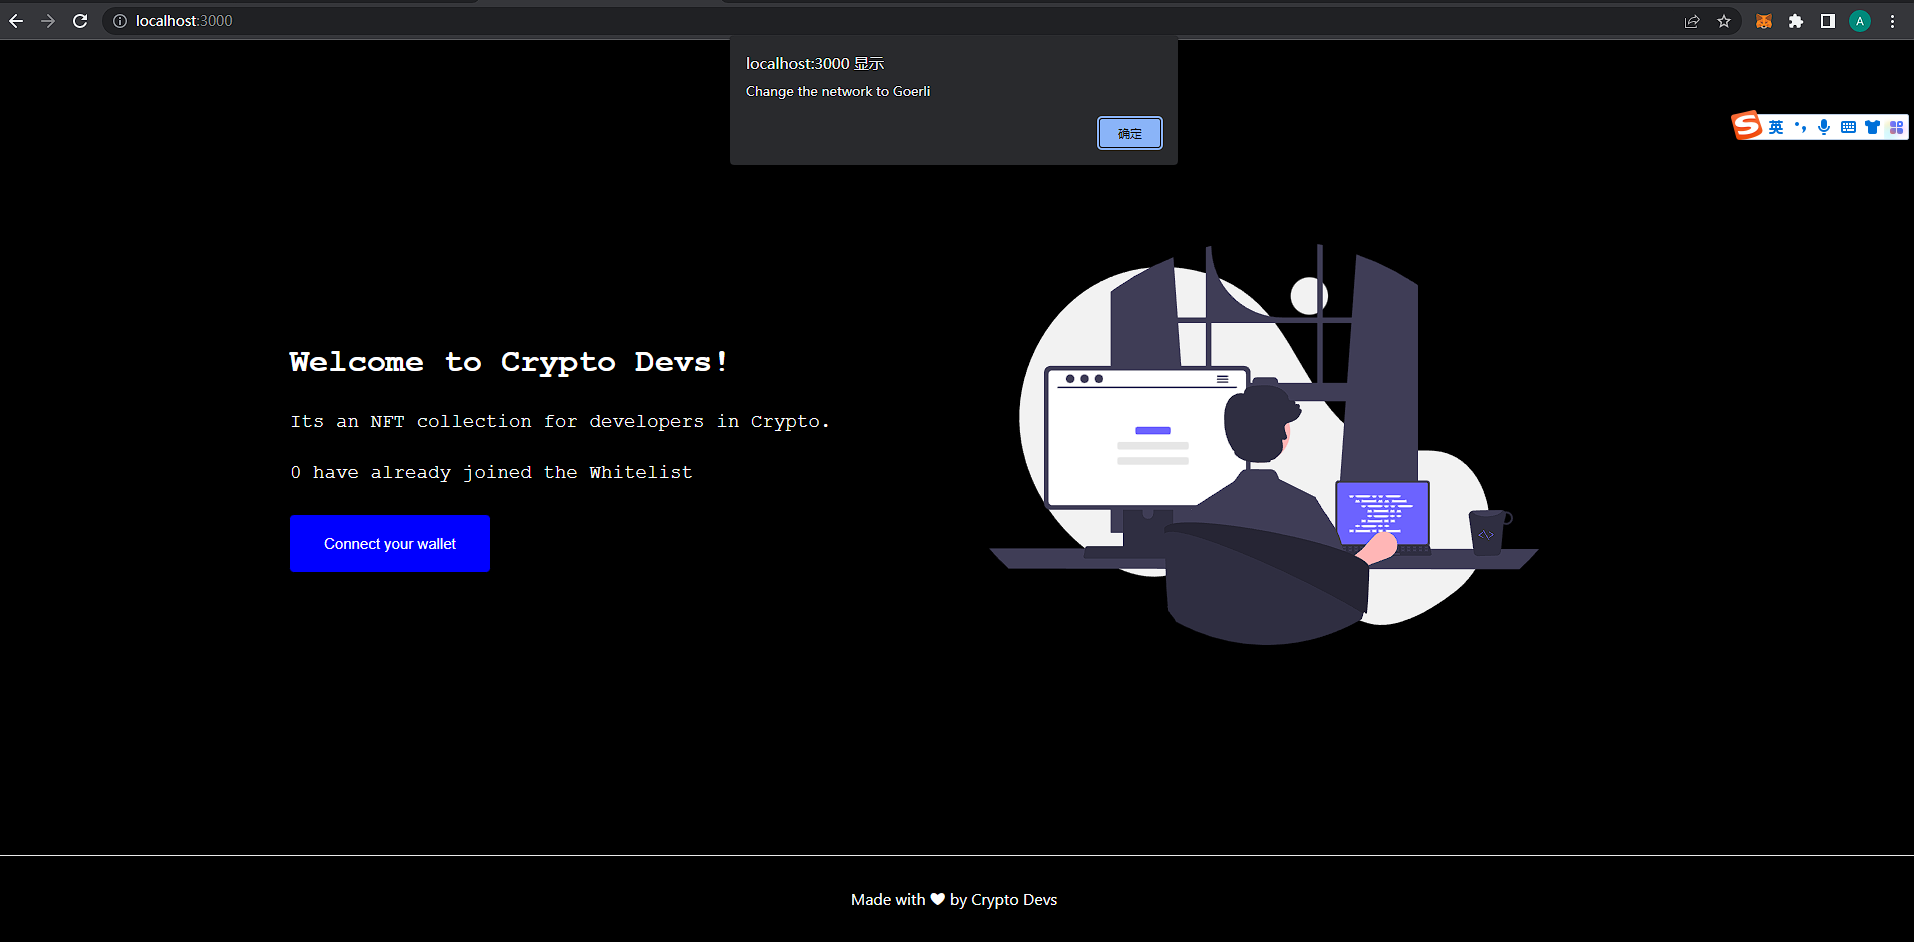 localhost:3000
A
localhost:3000 显示
Change the network to Goerli
确定
S 英
Welcome to Crypto Devs!
Its an NFT collection for developers in Crypto.
0 have already joined the Whitelist
Connect your wallet
</>
Made with ♥ by Crypto Devs